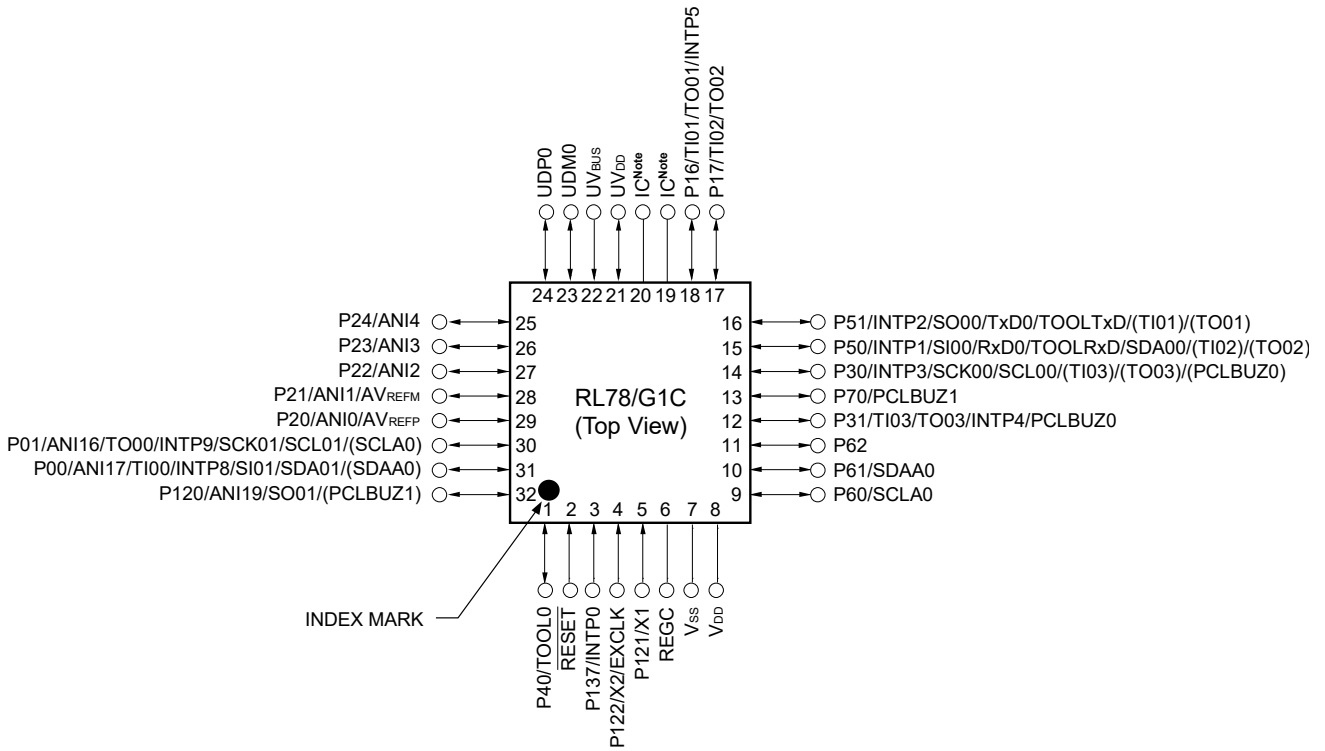 UDP0
UDM0
UVBUS
UVDD
ICNote
ICNote
P16/TI01/TO01/INTP5
P17/TI02/TO02
24 23 22 21 20 19 18 17
P24/ANI4
25
P23/ANI3
26
P22/ANI2
27
P21/ANI1/AVREFM
28
P20/ANI0/AVREFP
29
P01/ANI16/TO00/INTP9/SCK01/SCL01/(SCLA0)
30
P00/ANI17/TI00/INTP8/SI01/SDA01/(SDAA0)
31
P120/ANI19/SO01/(PCLBUZ1)
32
RL78/G1C
(Top View)
16
P51/INTP2/SO00/TxD0/TOOLTxD/(TI01)/(TO01)
15
P50/INTP1/SI00/RxD0/TOOLRxD/SDA00/(TI02)/(TO02)
14
P30/INTP3/SCK00/SCL00/(TI03)/(TO03)/(PCLBUZ0)
13
P70/PCLBUZ1
12
P31/TI03/TO03/INTP4/PCLBUZ0
11
P62
10
P61/SDAA0
9
P60/SCLA0
1 2 3 4 5 6 7 8
INDEX MARK
P40/TOOL0
RESET
P137/INTP0
P122/X2/EXCLK
P121/X1
REGC
VSS
VDD